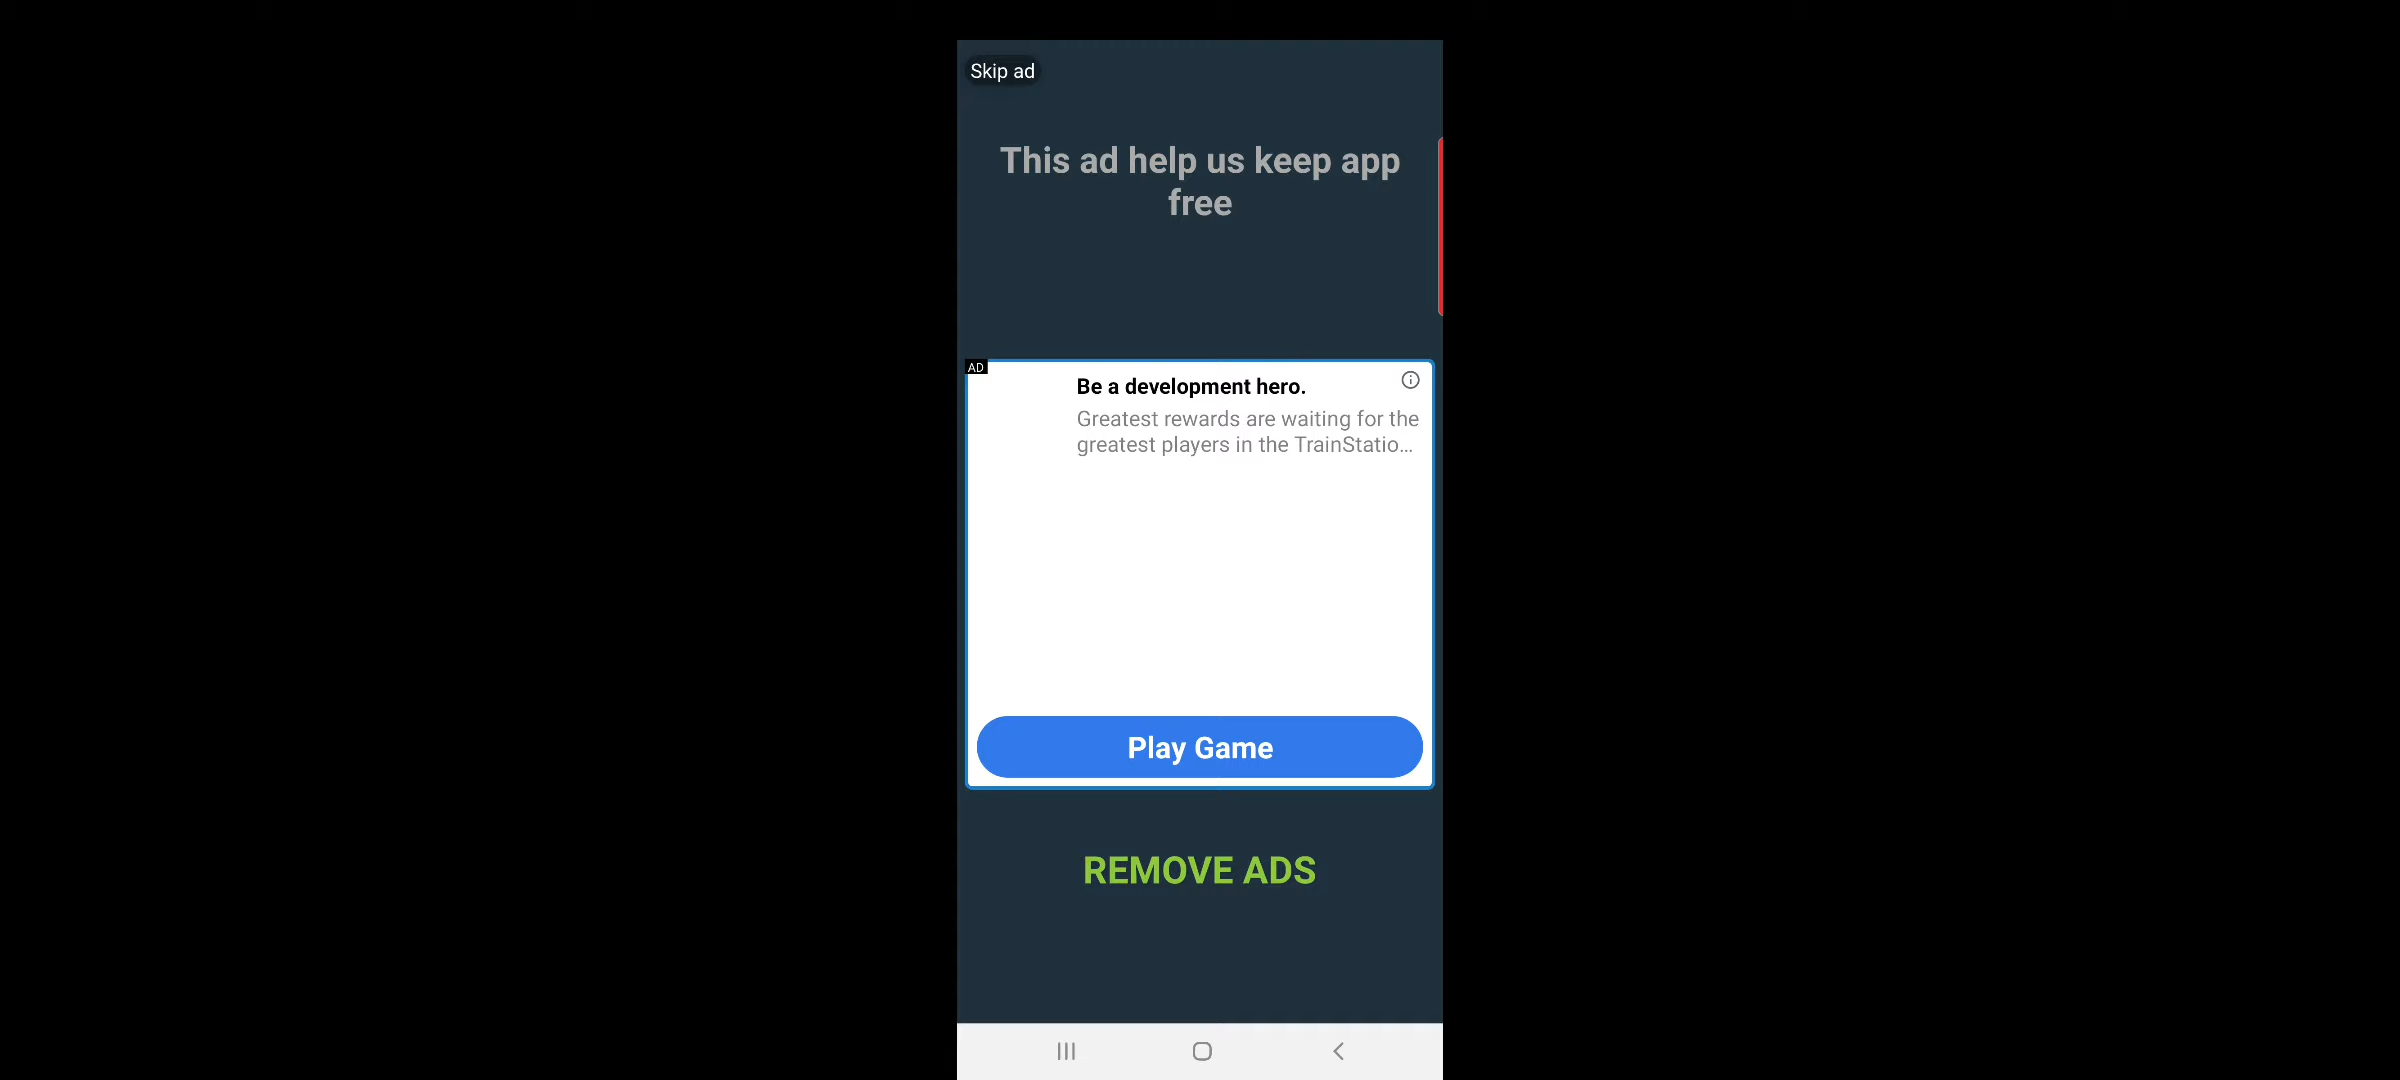 Skip ad
This ad help us keep app
free
AD
Be a development hero.
Greatest rewards are waiting for the
greatest players in the TrainStatio...
Play Game
REMOVE ADS